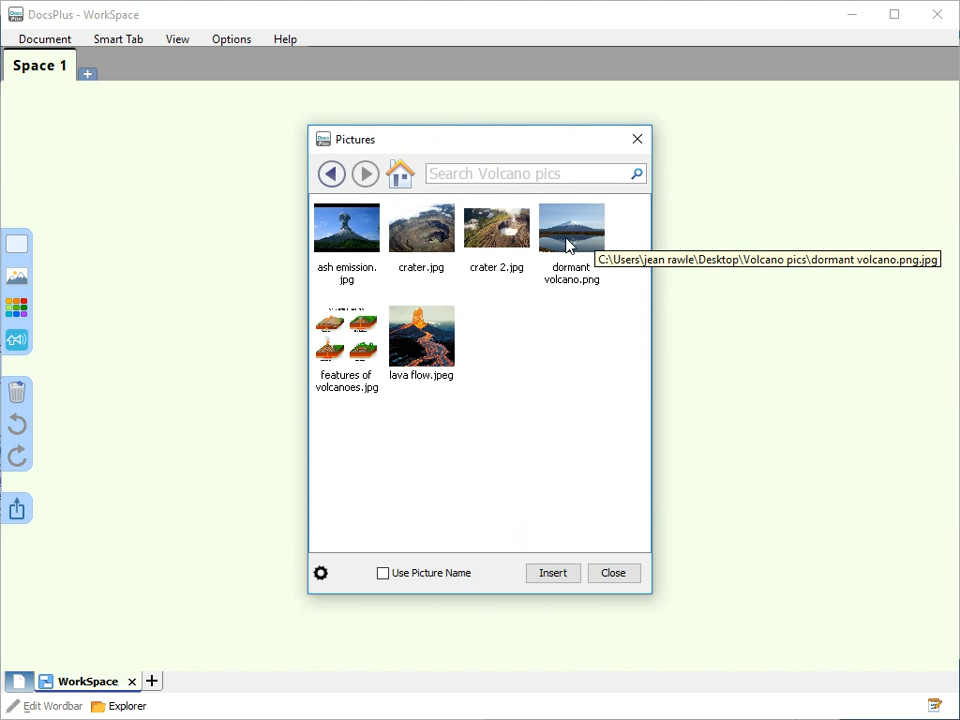 DocsPlus - WorkSpace
Document Smart Tab View Options Help
Space 1
+
Docs Plus Pictures
Search Volcano pics
ash emission.
jpg
crater.jpg
crater 2.jpg
dormant
volcano.png
C:\Users\jean rawle\Desktop\Volcano pics\dormant volcano.png.jpg
features of
volcanoes.jpg
lava flow.jpeg
Use Picture Name Insert Close
WorkSpace × +
Edit Wordbar Explorer